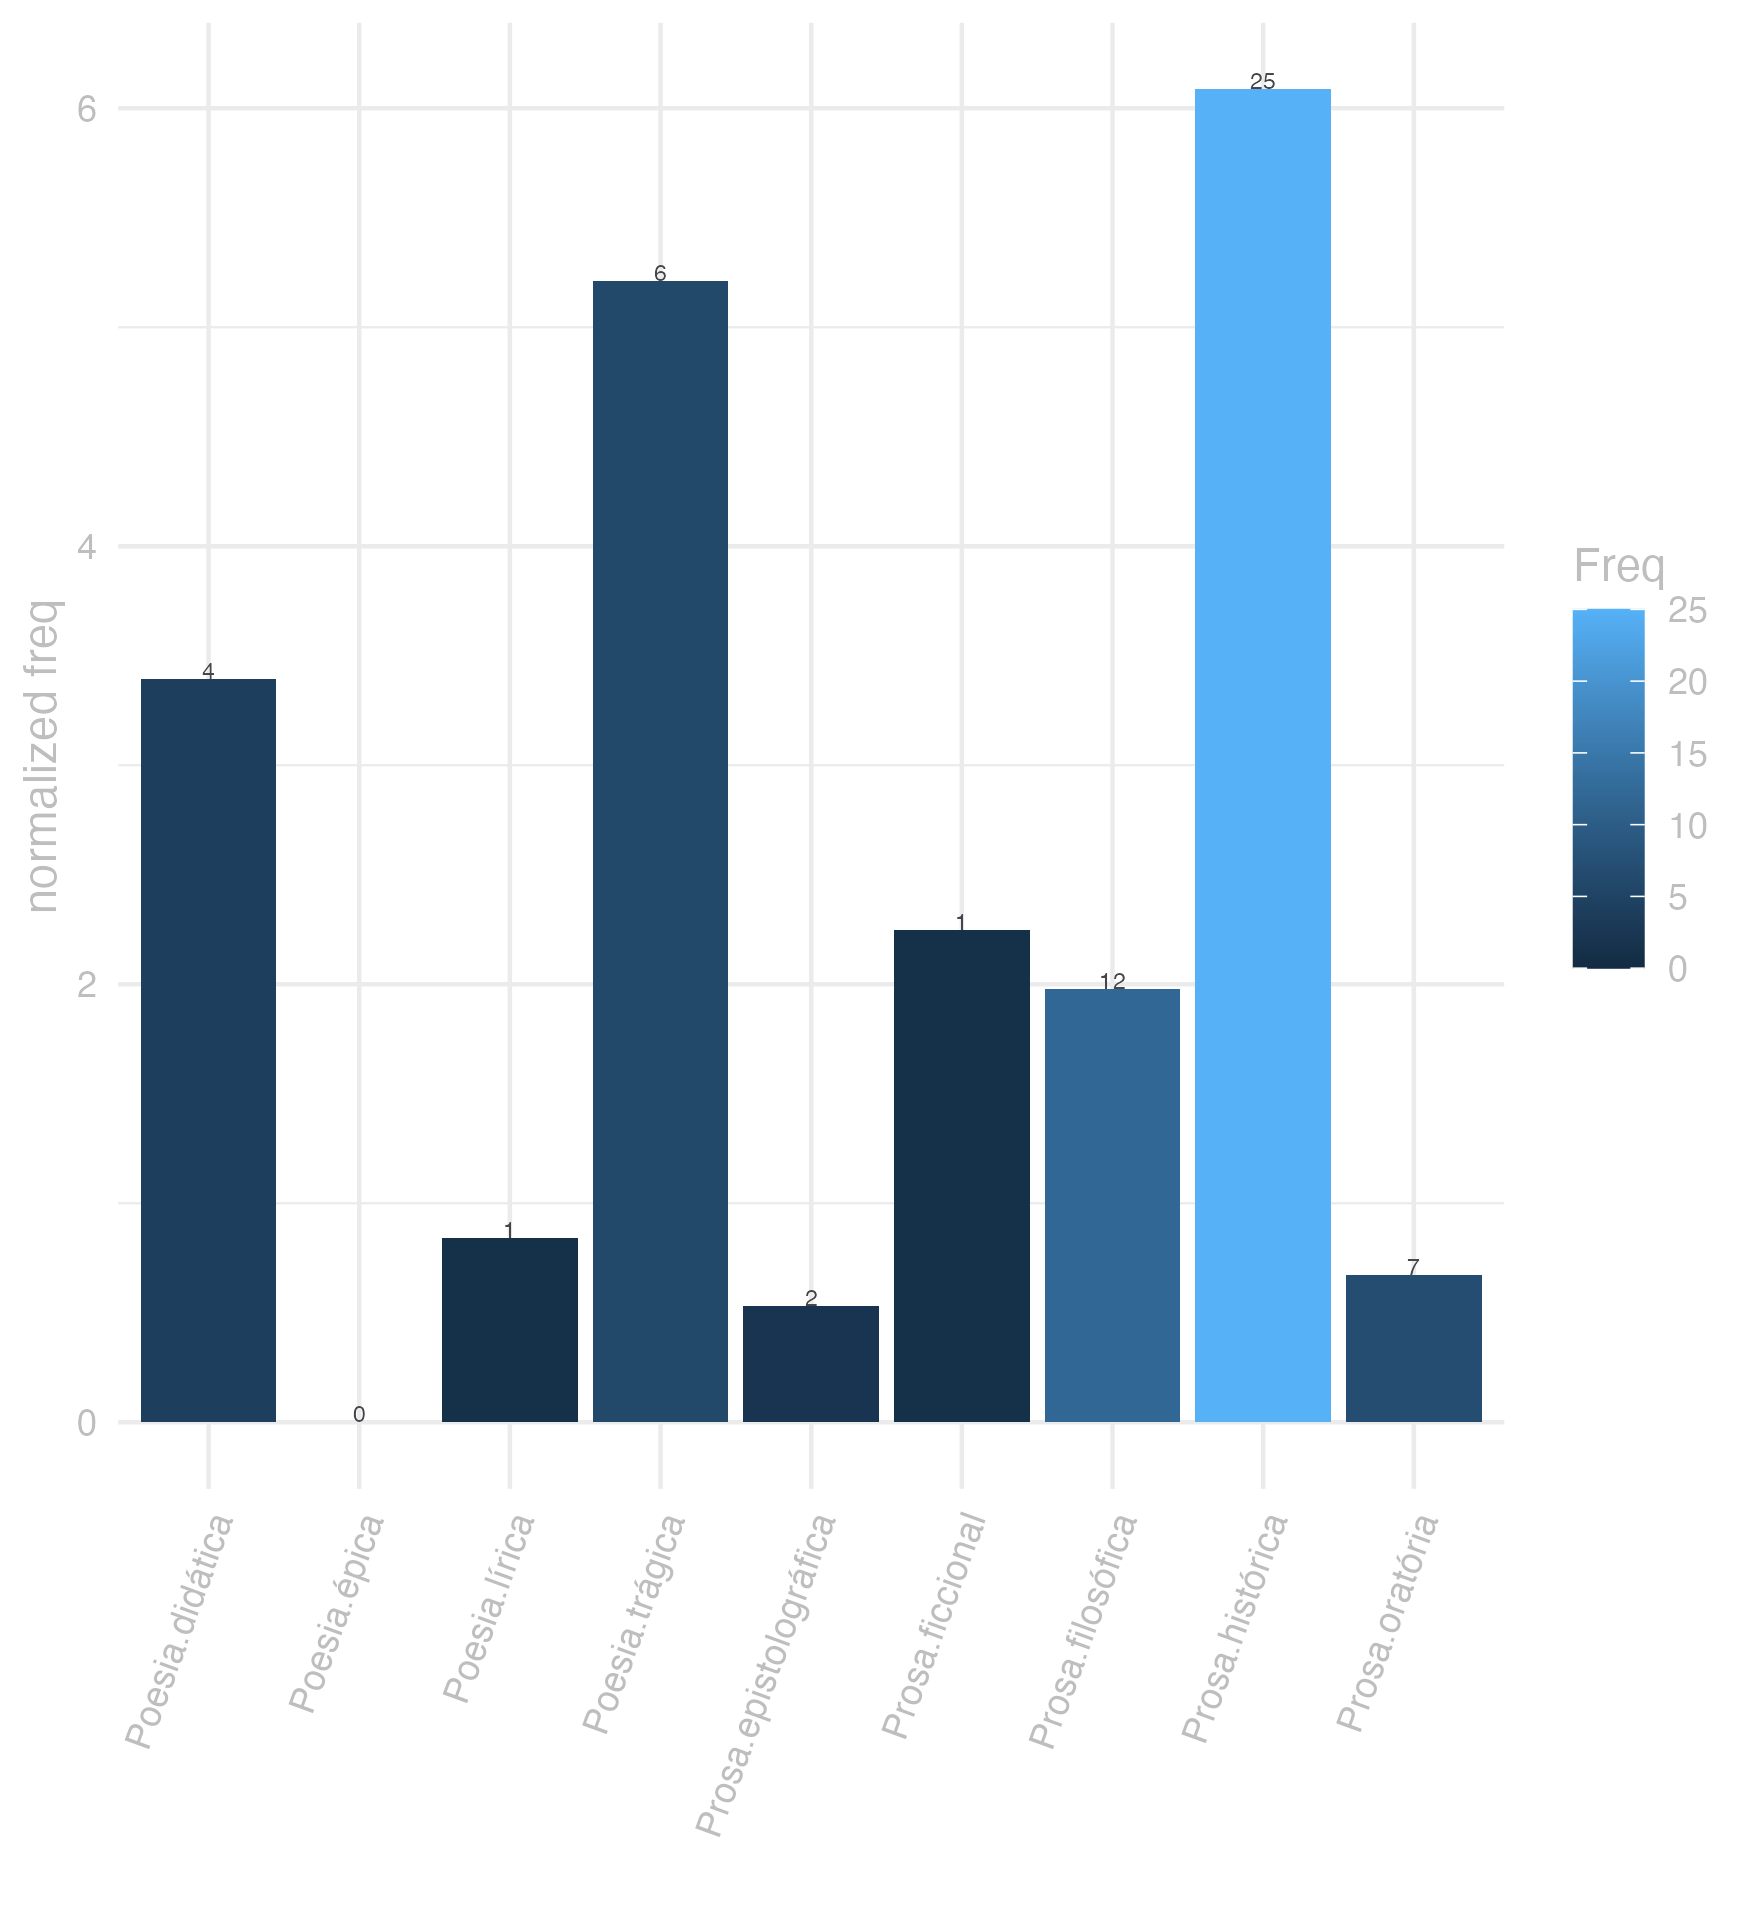 normalized freq
6
4
2
0
4
0
1
6
2
1
12
25
7
Poesia.didática
Poesia.épica
Poesia.lírica
Poesia.trágica
Prosa.epistolográfica
Prosa.ficcional
Prosa.filosófica
Prosa.histórica
Prosa.oratória
Freq
25
20
15
10
5
0